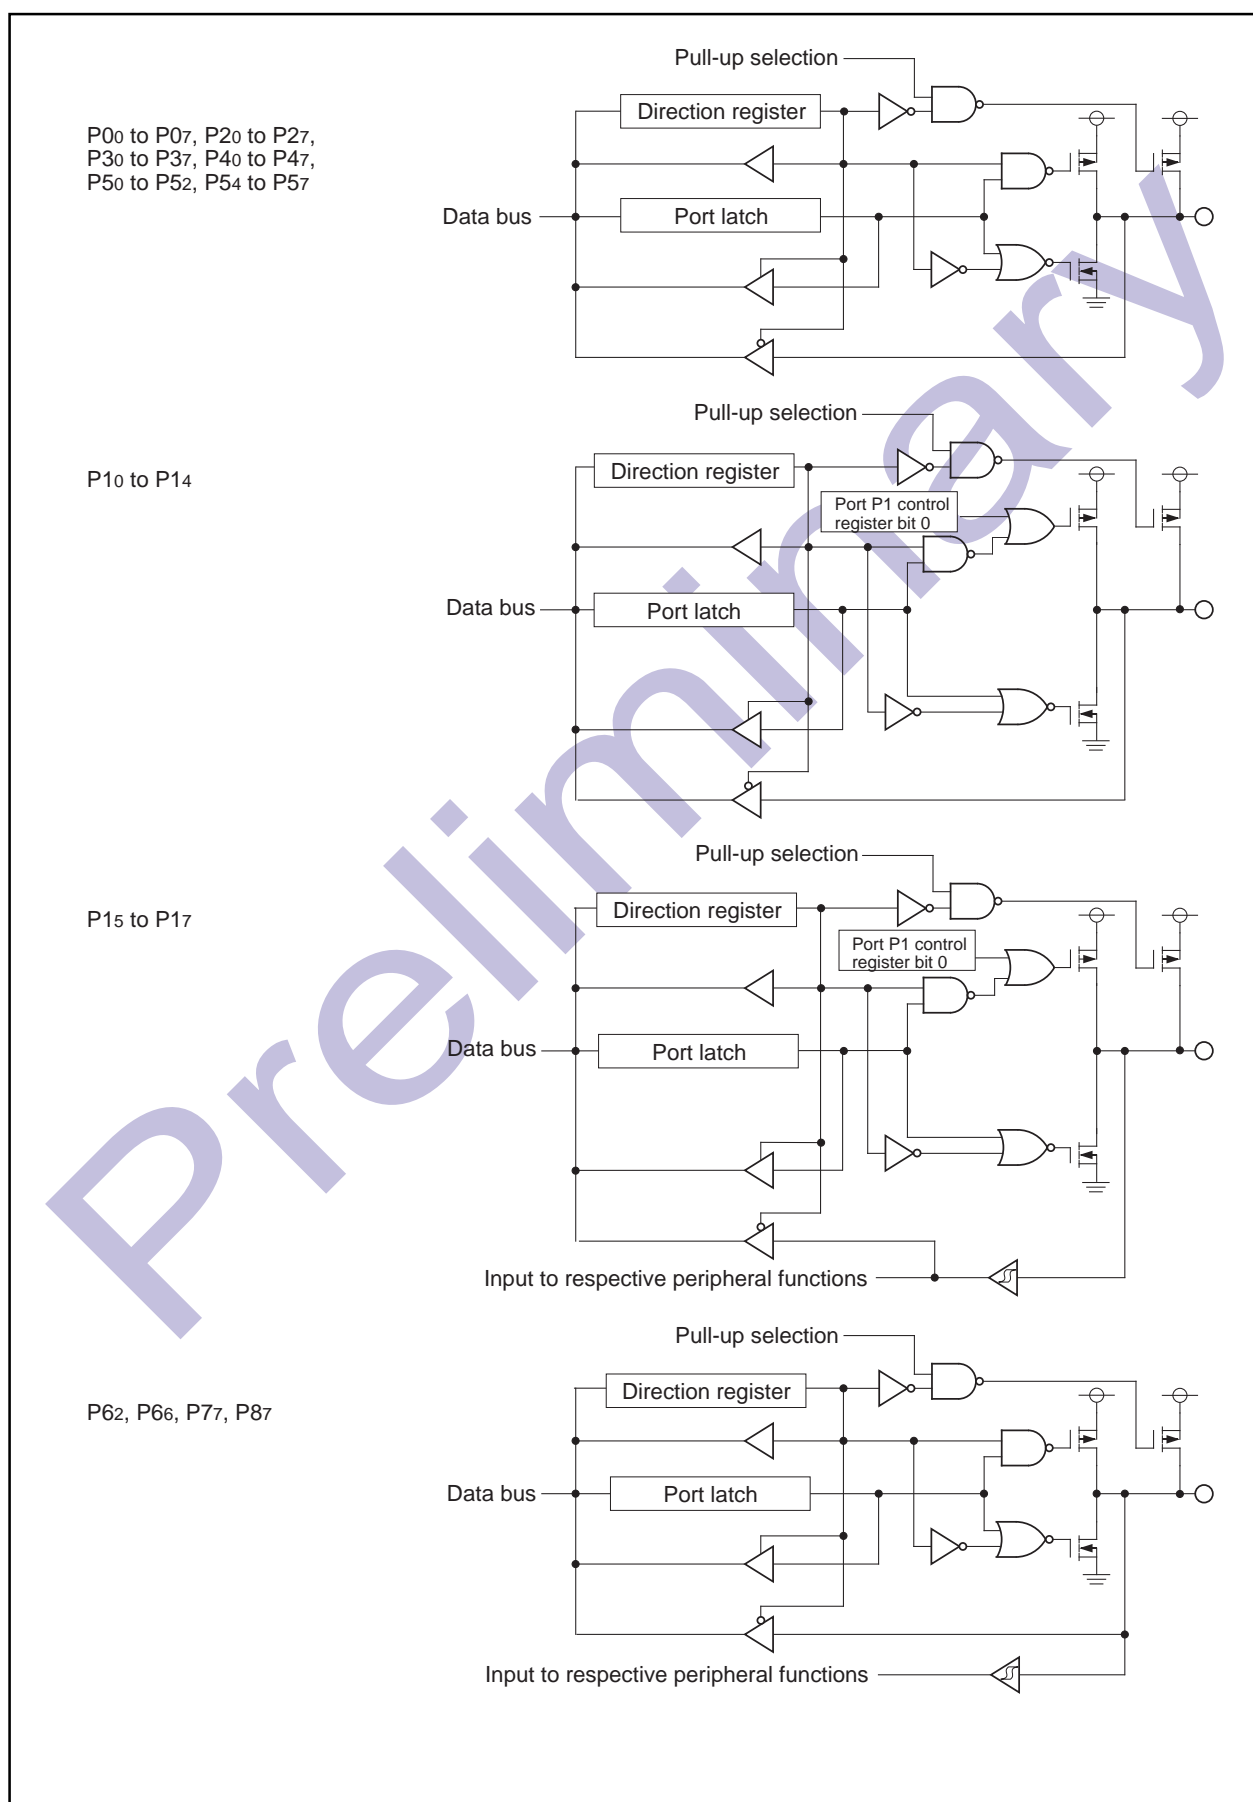 Pull-up selection
Direction register
P00 to P07, P20 to P27,
P30 to P37, P40 to P47,
P50 to P52, P54 to P57
Data bus
Port latch
Pull-up selection
P10 to P14
Direction register
Port P1 control
register bit 0
Data bus
Port latch
Pull-up selection
P15 to P17
Direction register
Port P1 control
register bit 0
Data bus
Port latch
Input to respective peripheral functions
Pull-up selection
Direction register
P62, P66, P77, P87
Data bus
Port latch
Input to respective peripheral functions
Preliminary